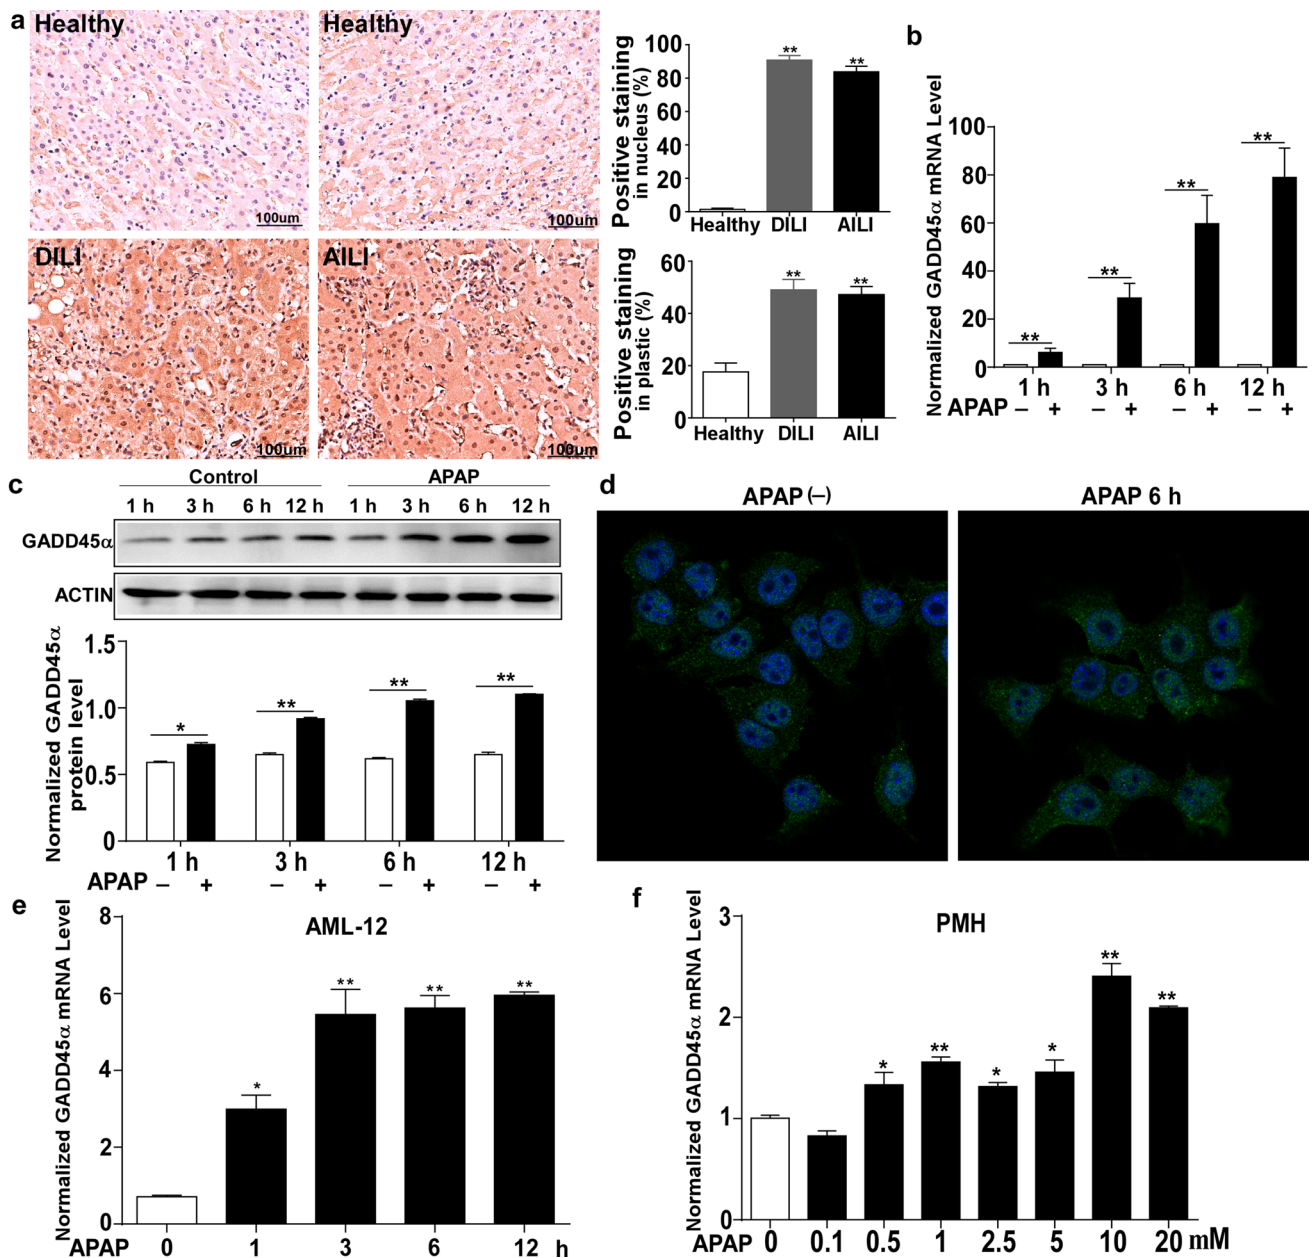 a
Healthy
Healthy
100um
100um
DILI
AILI
100um
100um
Positive staining
in nucleus (%)
100
80
60
40
20
0
**
**
Healthy DILI AILI
Positive staining
in plastic (%)
60
40
20
0
**
**
Healthy DILI AILI
b
Normalized GADD45α mRNA Level
100
80
60
40
20
0
**
**
**
**
1 h 3 h 6 h 12 h
APAP – + – + – + – +
c
Control APAP
1 h 3 h 6 h 12 h 1 h 3 h 6 h 12 h
GADD45α
ACTIN
Normalized GADD45α
protein level
1.5
1.0
0.5
0
*
**
**
**
1 h 3 h 6 h 12 h
APAP – + – + – + – +
d
APAP (–)
APAP 6 h
e
AML-12
Normalized GADD45α mRNA Level
8
6
4
2
0
*
**
**
**
APAP 0 1 3 6 12 h
f
PMH
Normalized GADD45α mRNA Level
3
2
1
0
*
**
*
*
**
**
APAP 0 0.1 0.5 1 2.5 5 10 20 mM